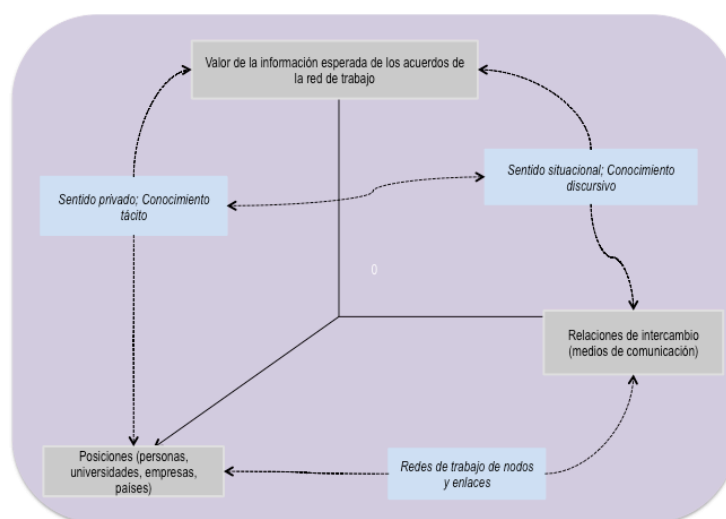 Valor de la información esperada de los acuerdos de
la red de trabajo
Sentido privado; Conocimiento
tácito
Sentido situacional; Conocimiento
discursivo
0
Relaciones de intercambio
(medios de comunicación)
Posiciones (personas,
universidades, empresas,
países)
Redes de trabajo de nodos
y enlaces